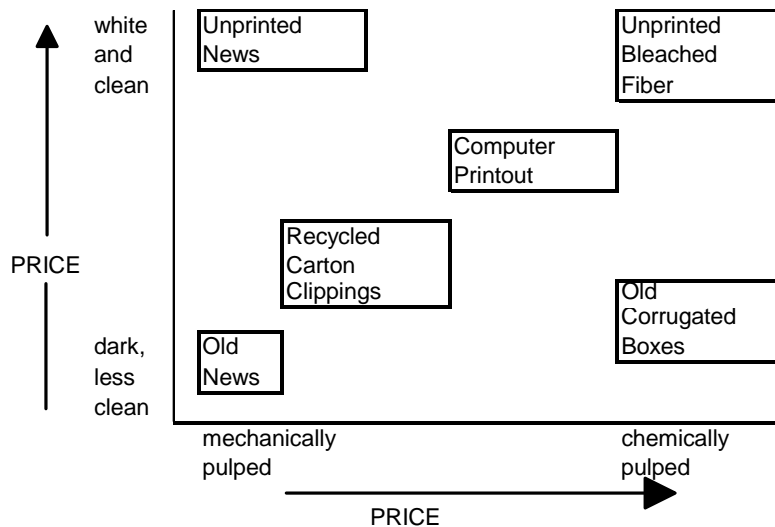 white
and
clean
Unprinted
News
Unprinted
Bleached
Fiber
Computer
Printout
Recycled
Carton
Clippings
PRICE
Old
Corrugated
Boxes
dark,
less
clean
Old
News
mechanically
pulped
chemically
pulped
PRICE